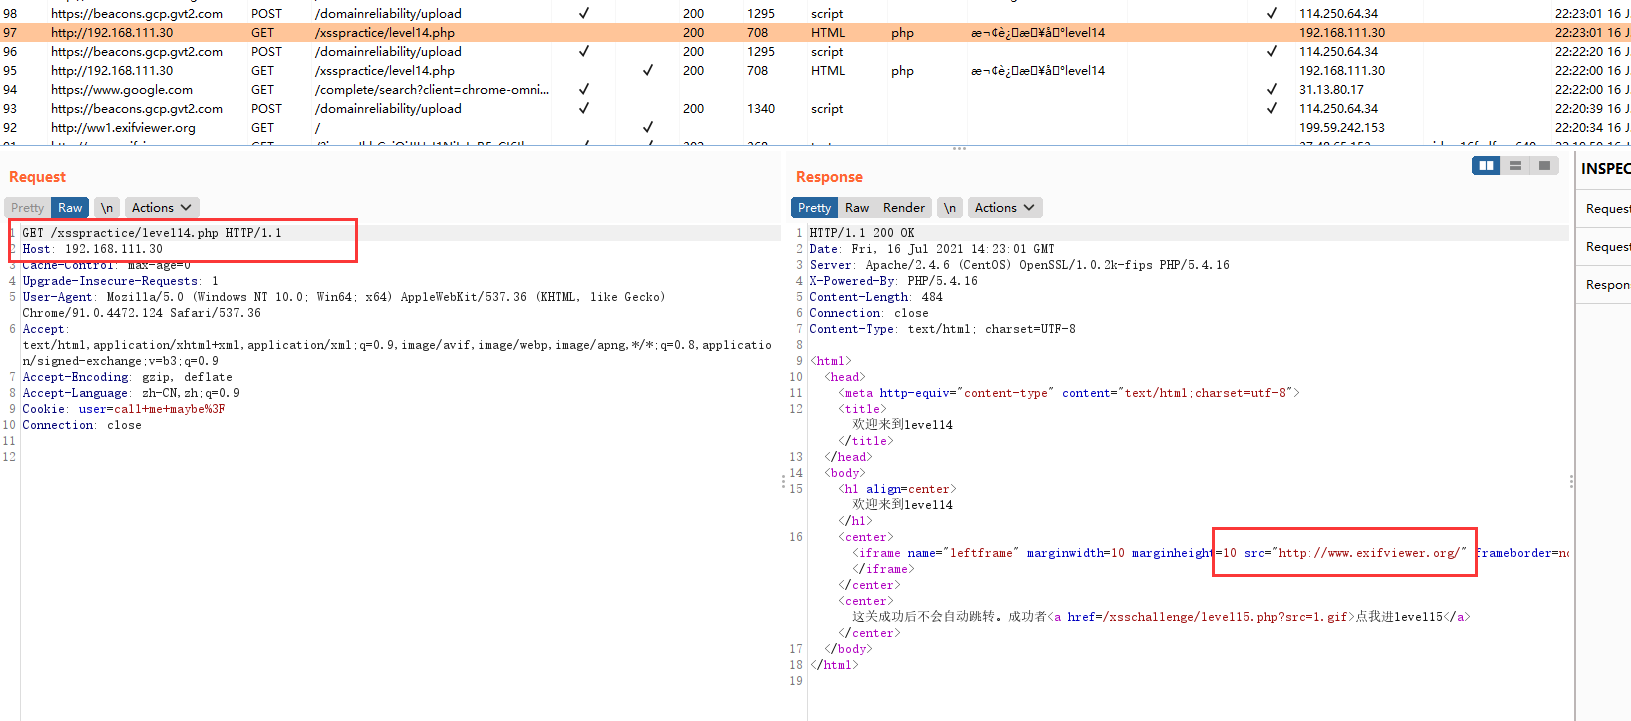 98 https://beacons.gcp.gvt2.com POST /domainreliability/upload ✓ 200 1295 script ✓ 114.250.64.34 22:23:01 16 J
97 http://192.168.111.30 GET /xsspractice/level14.php 200 708 HTML php 192.168.111.30 22:23:01 16 J
96 https://beacons.gcp.gvt2.com POST /domainreliability/upload ✓ 200 1295 script ✓ 114.250.64.34 22:22:20 16 J
95 http://192.168.111.30 GET /xsspractice/level14.php ✓ 200 708 HTML php 192.168.111.30 22:22:00 16 J
94 https://www.google.com GET /complete/search?client=chrome-omni... ✓ ✓ 31.13.80.17 22:22:00 16 J
93 https://beacons.gcp.gvt2.com POST /domainreliability/upload ✓ 200 1340 script ✓ 114.250.64.34 22:20:39 16 J
92 http://ww1.exifviewer.org GET / ✓ 199.59.242.153 22:20:34 16 J
Request
Pretty Raw \n Actions
1 GET /xsspractice/level14.php HTTP/1.1
2 Host: 192.168.111.30
3 Cache-Control: max-age=0
4 Upgrade-Insecure-Requests: 1
5 User-Agent: Mozilla/5.0 (Windows NT 10.0; Win64; x64) AppleWebKit/537.36 (KHTML, like Gecko)
Chrome/91.0.4472.124 Safari/537.36
6 Accept:
text/html,application/xhtml+xml,application/xml;q=0.9,image/avif,image/webp,image/apng,*/*;q=0.8,applicatio
n/signed-exchange;v=b3;q=0.9
7 Accept-Encoding: gzip, deflate
8 Accept-Language: zh-CN,zh;q=0.9
9 Cookie: user=call+me+maybe%3F
10 Connection: close
11
12
Response
Pretty Raw Render \n Actions
1 HTTP/1.1 200 OK
2 Date: Fri, 16 Jul 2021 14:23:01 GMT
3 Server: Apache/2.4.6 (CentOS) OpenSSL/1.0.2k-fips PHP/5.4.16
4 X-Powered-By: PHP/5.4.16
5 Content-Length: 484
6 Connection: close
7 Content-Type: text/html; charset=UTF-8
8
9 <html>
10 <head>
11 <meta http-equiv="content-type" content="text/html;charset=utf-8">
12 <title>
欢迎来到level14
</title>
13 </head>
14 <body>
15 <h1 align=center>
欢迎来到level14
</h1>
16 <center>
<iframe name="leftframe" marginwidth=10 marginheight=10 src="http://www.exifviewer.org/" frameborder=no
</iframe>
</center>
<center>
这关成功后不会自动跳转。成功者<a href=/xsschallenge/level15.php?src=1.gif>点我进level15</a>
</center>
17 </body>
18 </html>
19
INSPEC
Request
Request
Respon